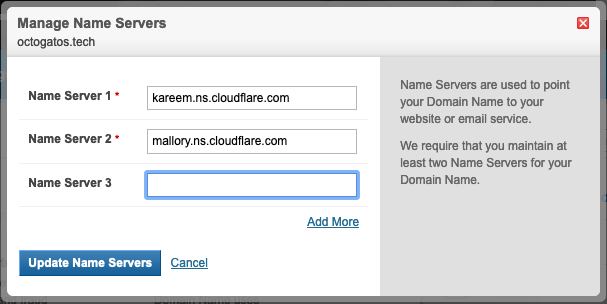 Manage Name Servers
octogatos.tech
Name Server 1 *
kareem.ns.cloudflare.com
Name Server 2 *
mallory.ns.cloudflare.com
Name Server 3
Add More
Update Name Servers
Cancel
Name Servers are used to point
your Domain Name to your
website or email service.
We require that you maintain at
least two Name Servers for your
Domain Name.